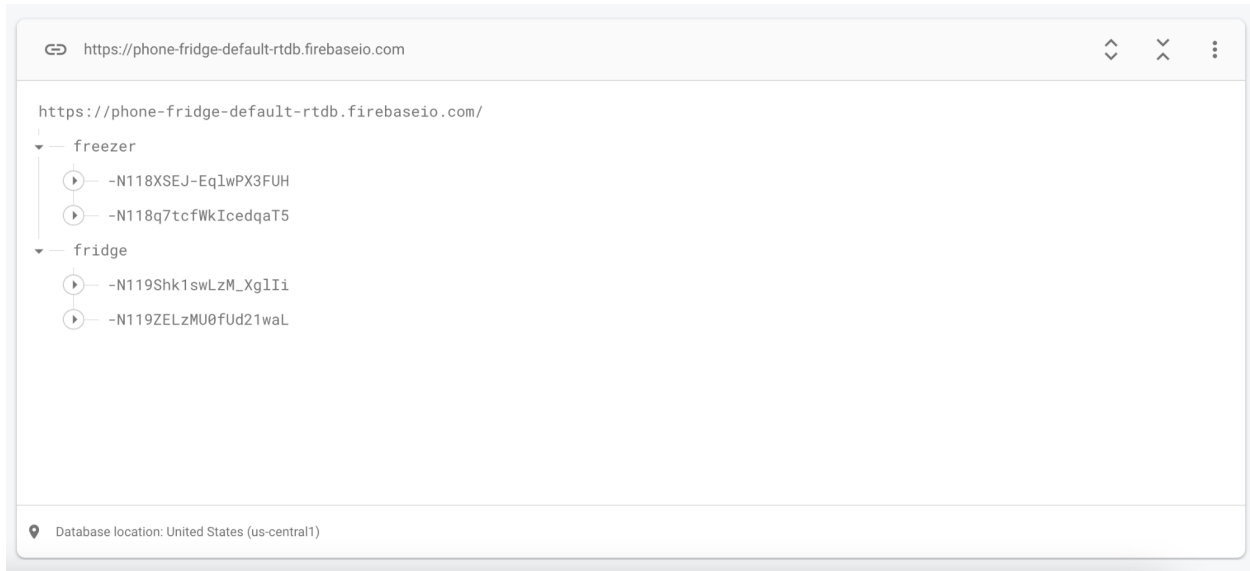 https://phone-fridge-default-rtdb.firebaseio.com
https://phone-fridge-default-rtdb.firebaseio.com/
freezer
-N118XSEJ-EqlwPX3FUH
-N118q7tcfWkIcedqaT5
fridge
-N119Shk1swLzM_XglIi
-N119ZELzMU0fUd21waL
Database location: United States (us-central1)